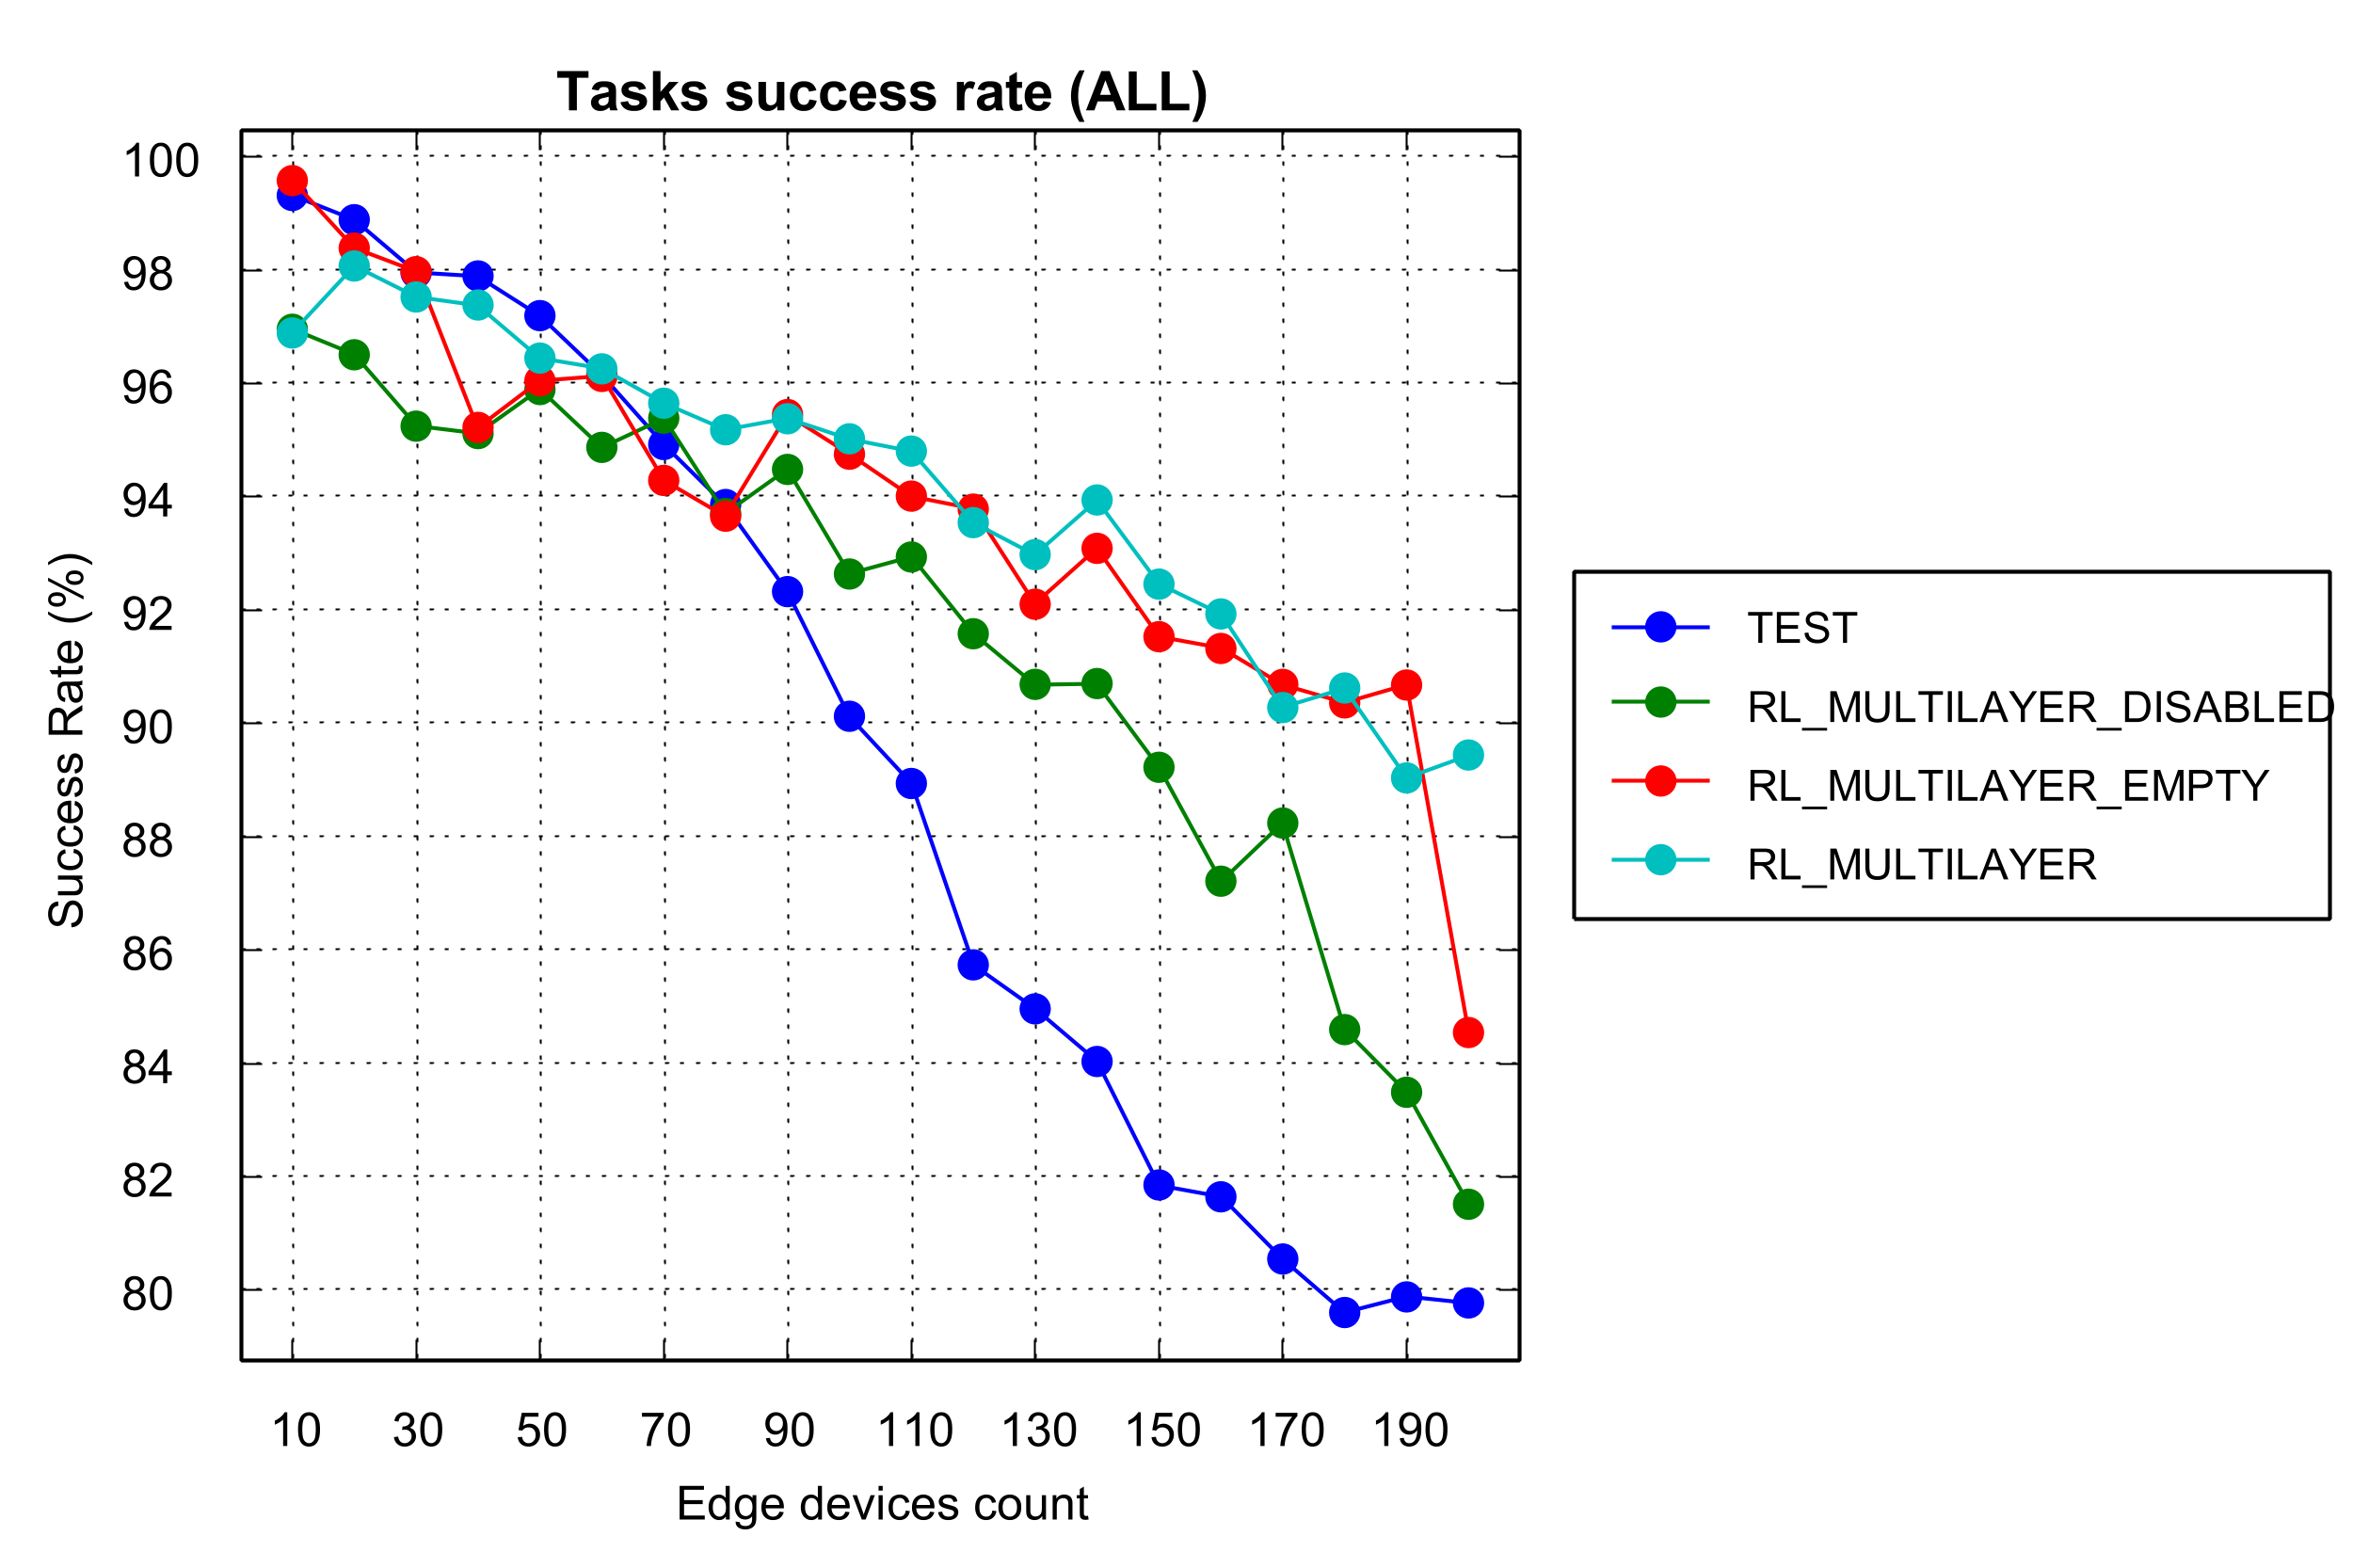 Tasks success rate (ALL)
100
98
96
94
92
90
88
86
84
82
80
Success Rate (%)
10 30 50 70 90 110 130 150 170 190
Edge devices count
TEST
RL_MULTILAYER_DISABLED
RL_MULTILAYER_EMPTY
RL_MULTILAYER